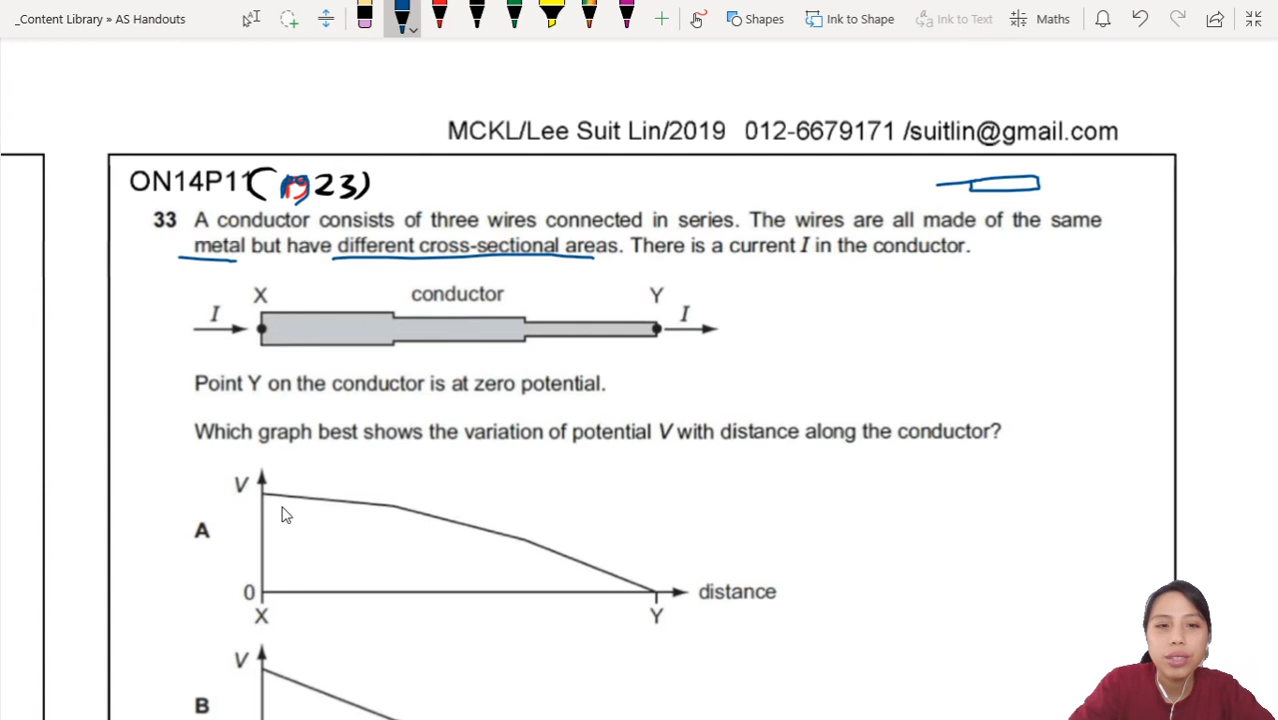 _Content Library » AS Handouts
Shapes
Ink to Shape
Ink to Text
Maths
MCKL/Lee Suit Lin/2019 012-6679171 /suitlin@gmail.com
ON14P11
23)
33 A conductor consists of three wires connected in series. The wires are all made of the same
metal but have different cross-sectional areas. There is a current I in the conductor.
X conductor Y
I I
Point Y on the conductor is at zero potential.
Which graph best shows the variation of potential V with distance along the conductor?
V
A
0 distance
X Y
V
B